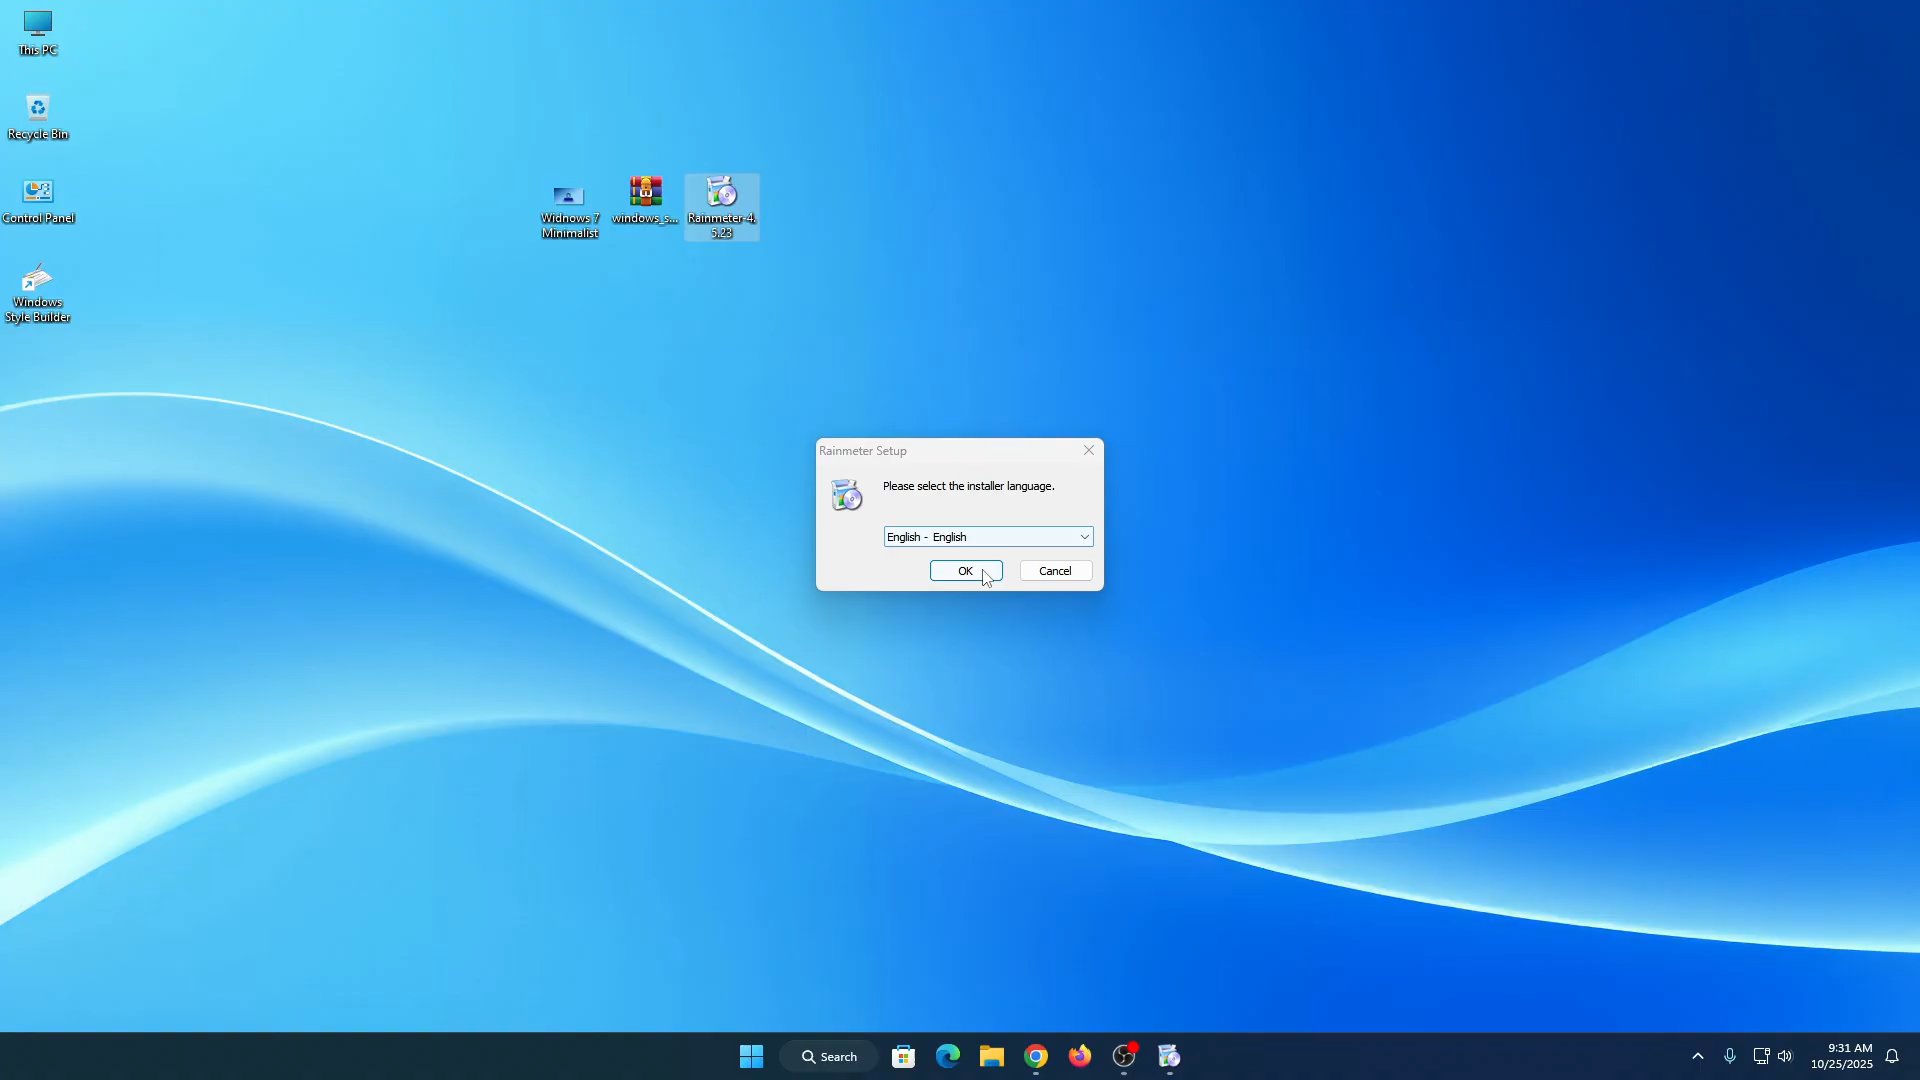 This PC
Recycle Bin
Control Panel
Windows
Style Builder
Widnows 7
Minimalist
windows_s...
Rainmeter-4.
5.23
Rainmeter Setup
Please select the installer language.
English - English
OK
Cancel
Search
9:31 AM
10/25/2025